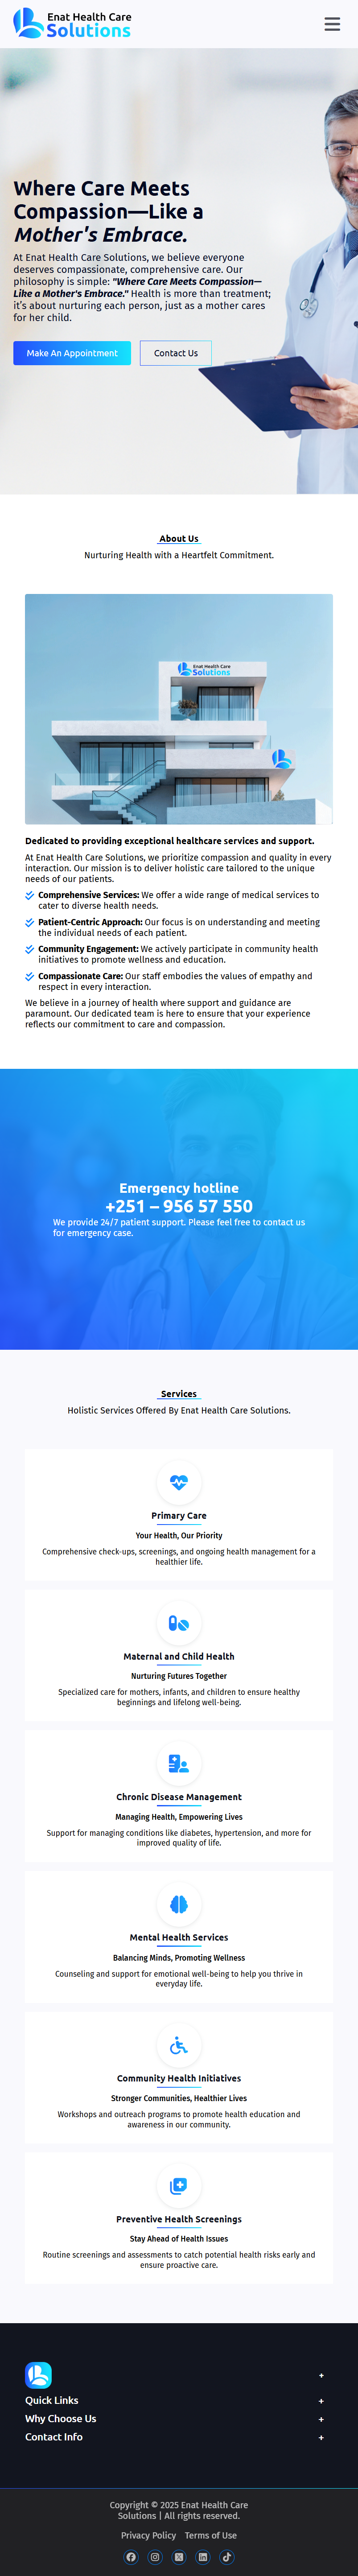 Enat Health Care
Solutions
Where Care Meets
Compassion—Like a
Mother's Embrace.
At Enat Health Care Solutions, we believe everyone
deserves compassionate, comprehensive care. Our
philosophy is simple: "Where Care Meets Compassion—
Like a Mother's Embrace." Health is more than treatment;
it's about nurturing each person, just as a mother cares
for her child.
Make An Appointment
Contact Us
About Us
Nurturing Health with a Heartfelt Commitment.
Enat Health Care
Solutions
Dedicated to providing exceptional healthcare services and support.
At Enat Health Care Solutions, we prioritize compassion and quality in every
interaction. Our mission is to deliver holistic care tailored to the unique
needs of our patients.
Comprehensive Services: We offer a wide range of medical services to
cater to diverse health needs.
Patient-Centric Approach: Our focus is on understanding and meeting
the individual needs of each patient.
Community Engagement: We actively participate in community health
initiatives to promote wellness and education.
Compassionate Care: Our staff embodies the values of empathy and
respect in every interaction.
We believe in a journey of health where support and guidance are
paramount. Our dedicated team is here to ensure that your experience
reflects our commitment to care and compassion.
Emergency hotline
+251 – 956 57 550
We provide 24/7 patient support. Please feel free to contact us
for emergency case.
Services
Holistic Services Offered By Enat Health Care Solutions.
Primary Care
Your Health, Our Priority
Comprehensive check-ups, screenings, and ongoing health management for a
healthier life.
Maternal and Child Health
Nurturing Futures Together
Specialized care for mothers, infants, and children to ensure healthy
beginnings and lifelong well-being.
Chronic Disease Management
Managing Health, Empowering Lives
Support for managing conditions like diabetes, hypertension, and more for
improved quality of life.
Mental Health Services
Balancing Minds, Promoting Wellness
Counseling and support for emotional well-being to help you thrive in
everyday life.
Community Health Initiatives
Stronger Communities, Healthier Lives
Workshops and outreach programs to promote health education and
awareness in our community.
Preventive Health Screenings
Stay Ahead of Health Issues
Routine screenings and assessments to catch potential health risks early and
ensure proactive care.
+
Quick Links +
Why Choose Us +
Contact Info +
Copyright © 2025 Enat Health Care
Solutions | All rights reserved.
Privacy Policy Terms of Use